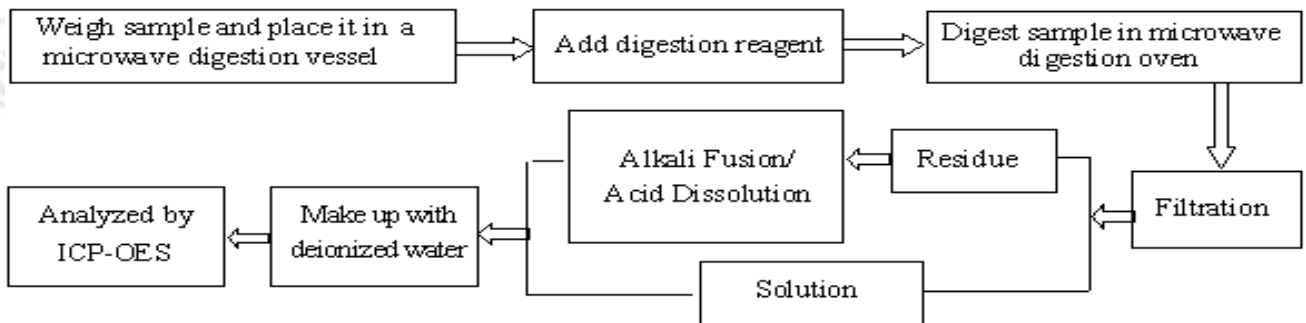 Weigh sample and place it in a
microwave digestion vessel
Add digestion reagent
Digest sample in microwave
digestion oven
Filtration
Residue
Alkali Fusion/
Acid Dissolution
Solution
Make up with
deionized water
Analyzed by
ICP-OES